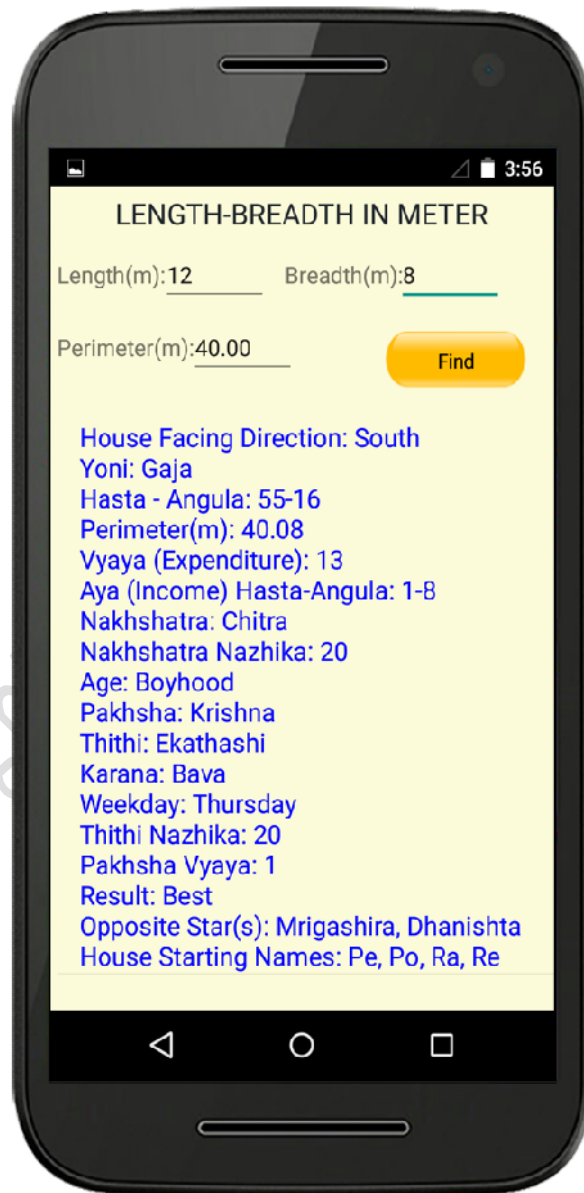 3:56
LENGTH-BREADTH IN METER
Length(m):12 Breadth(m):8
Perimeter(m):40.00 Find
House Facing Direction: South
Yoni: Gaja
Hasta - Angula: 55-16
Perimeter(m): 40.08
Vyaya (Expenditure): 13
Aya (Income) Hasta-Angula: 1-8
Nakhshatra: Chitra
Nakhshatra Nazhika: 20
Age: Boyhood
Pakhsha: Krishna
Thithi: Ekathashi
Karana: Bava
Weekday: Thursday
Thithi Nazhika: 20
Pakhsha Vyaya: 1
Result: Best
Opposite Star(s): Mrigashira, Dhanishta
House Starting Names: Pe, Po, Ra, Re